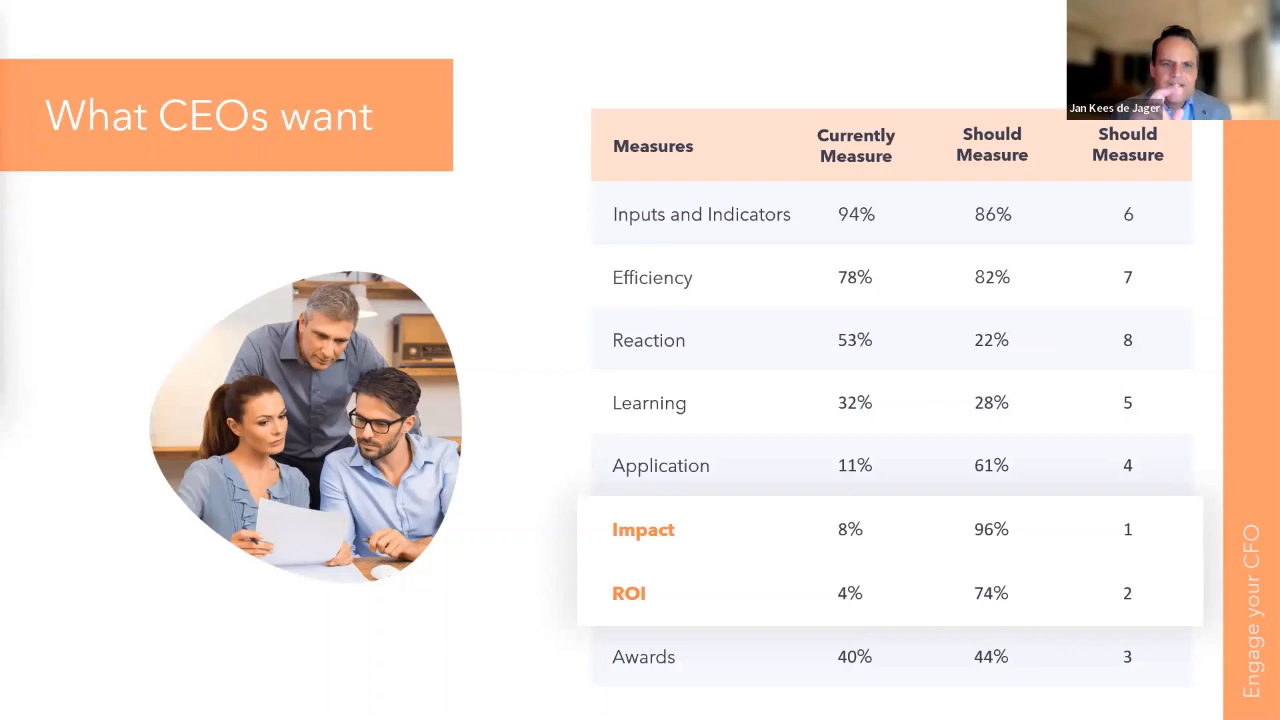 What CEOs want
Jan Kees de Jager
Measures Currently Measure Should Measure Should Measure
Inputs and Indicators 94% 86% 6
Efficiency 78% 82% 7
Reaction 53% 22% 8
Learning 32% 28% 5
Application 11% 61% 4
Impact 8% 96% 1
ROI 4% 74% 2
Awards 40% 44% 3
Engage your CFO